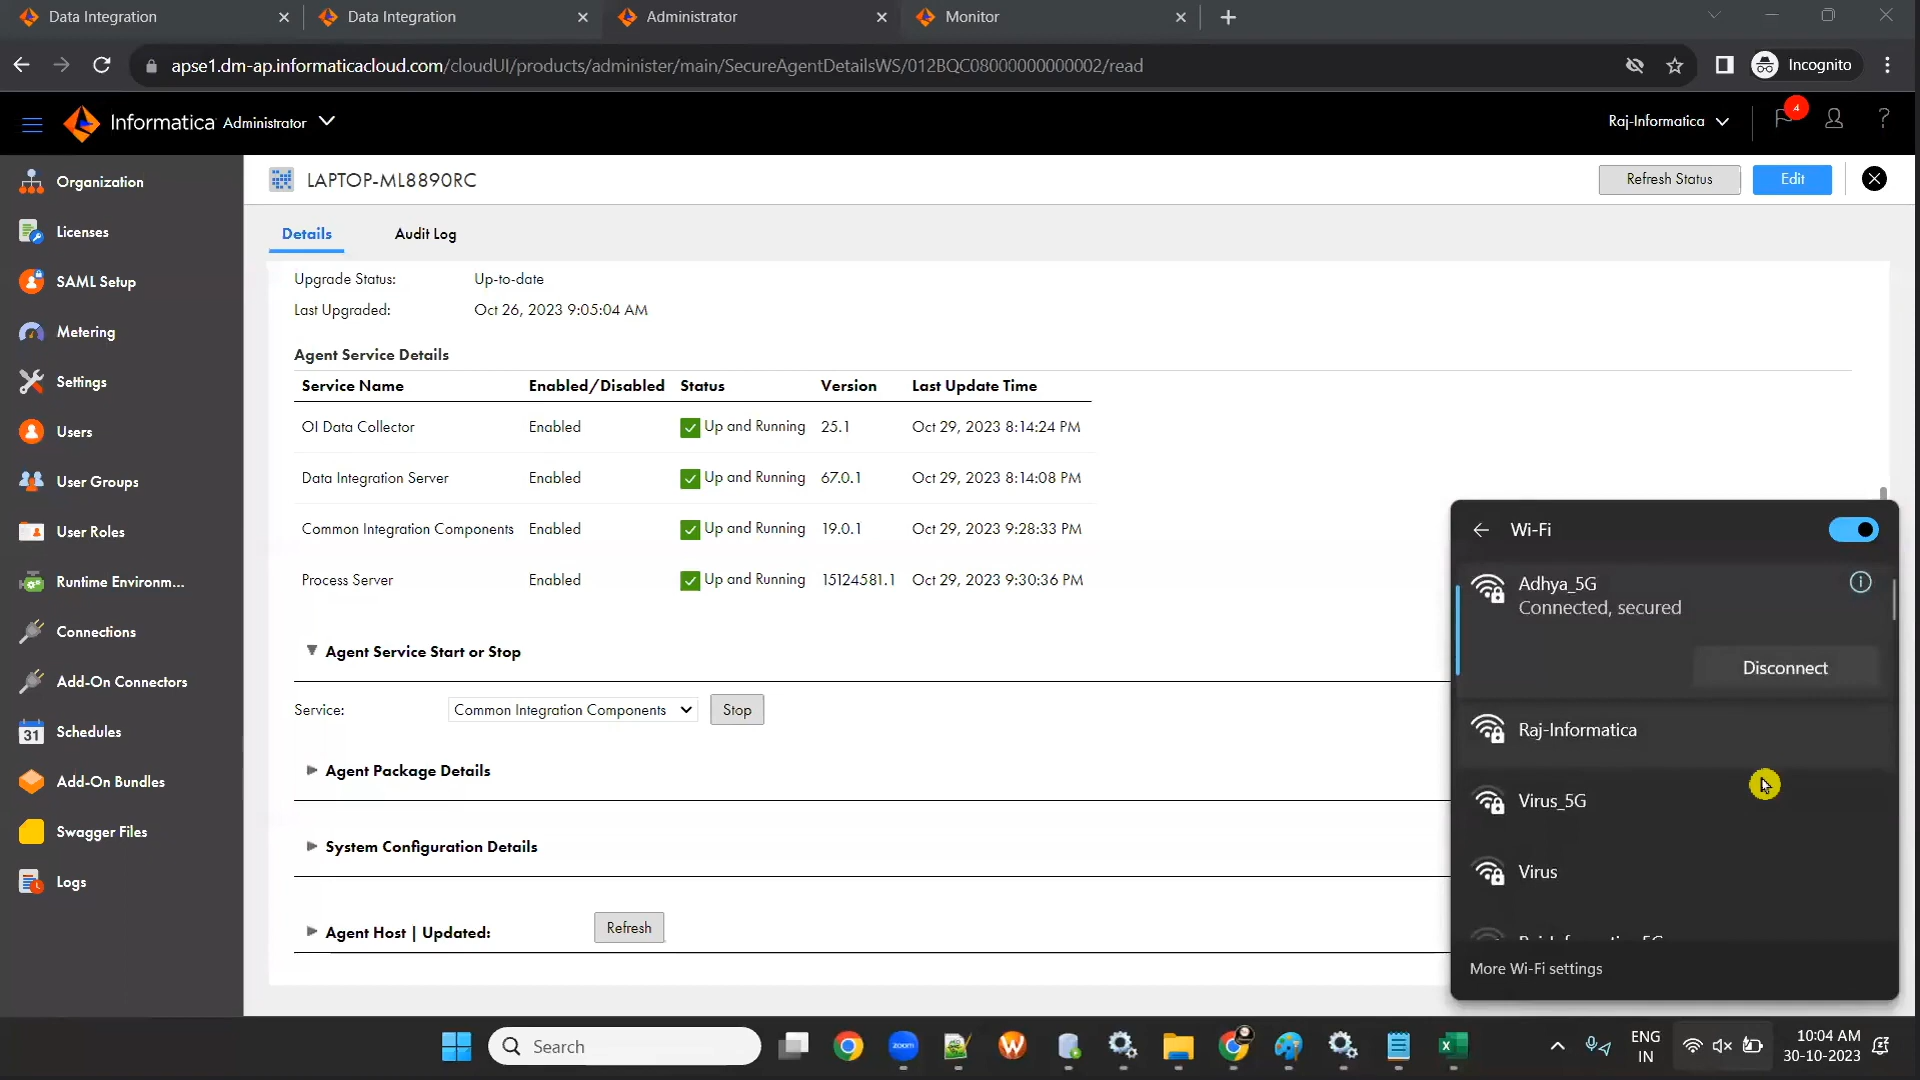 Data Integration
Data Integration
Administrator
Monitor
apse1.dm-ap.informaticacloud.com/cloudUI/products/administer/main/SecureAgentDetailsWS/012BQC08000000000002/read
Incognito
Informatica Administrator
Raj-Informatica
4
?
Organization
Licenses
SAML Setup
Metering
Settings
Users
User Groups
User Roles
Runtime Environm...
Connections
Add-On Connectors
31
Schedules
Add-On Bundles
Swagger Files
Logs
LAPTOP-ML8890RC
Refresh Status
Edit
Details
Audit Log
Upgrade Status: Up-to-date
Last Upgraded: Oct 26, 2023 9:05:04 AM
Agent Service Details
Service Name Enabled/Disabled Status Version Last Update Time
OI Data Collector Enabled Up and Running 25.1 Oct 29, 2023 8:14:24 PM
Data Integration Server Enabled Up and Running 67.0.1 Oct 29, 2023 8:14:08 PM
Common Integration Components Enabled Up and Running 19.0.1 Oct 29, 2023 9:28:33 PM
Process Server Enabled Up and Running 15124581.1 Oct 29, 2023 9:30:36 PM
Agent Service Start or Stop
Service: Common Integration Components Stop
Agent Package Details
System Configuration Details
Agent Host | Updated: Refresh
Wi-Fi
Adhya_5G
Connected, secured
Disconnect
Raj-Informatica
Virus_5G
Virus
More Wi-Fi settings
Search
zoom
ENG
IN
10:04 AM
30-10-2023